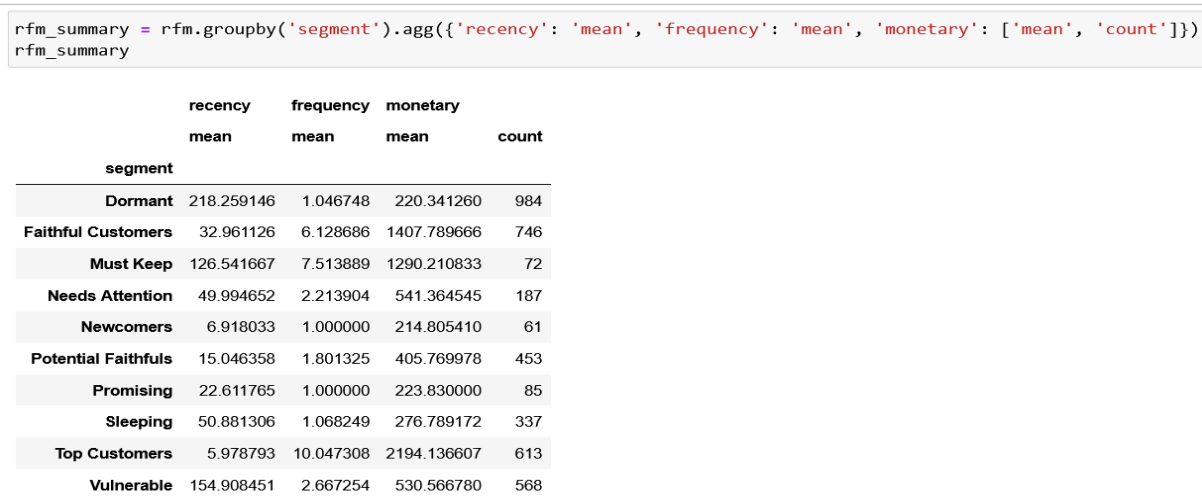 rfm_summary = rfm.groupby('segment').agg({'recency': 'mean', 'frequency': 'mean', 'monetary': ['mean', 'count']})
rfm_summary
recency frequency monetary
mean mean mean count
segment
Dormant 218.259146 1.046748 220.341260 984
Faithful Customers 32.961126 6.128686 1407.789666 746
Must Keep 126.541667 7.513889 1290.210833 72
Needs Attention 49.994652 2.213904 541.364545 187
Newcomers 6.918033 1.000000 214.805410 61
Potential Faithfuls 15.046358 1.801325 405.769978 453
Promising 22.611765 1.000000 223.830000 85
Sleeping 50.881306 1.068249 276.789172 337
Top Customers 5.978793 10.047308 2194.136607 613
Vulnerable 154.908451 2.667254 530.566780 568